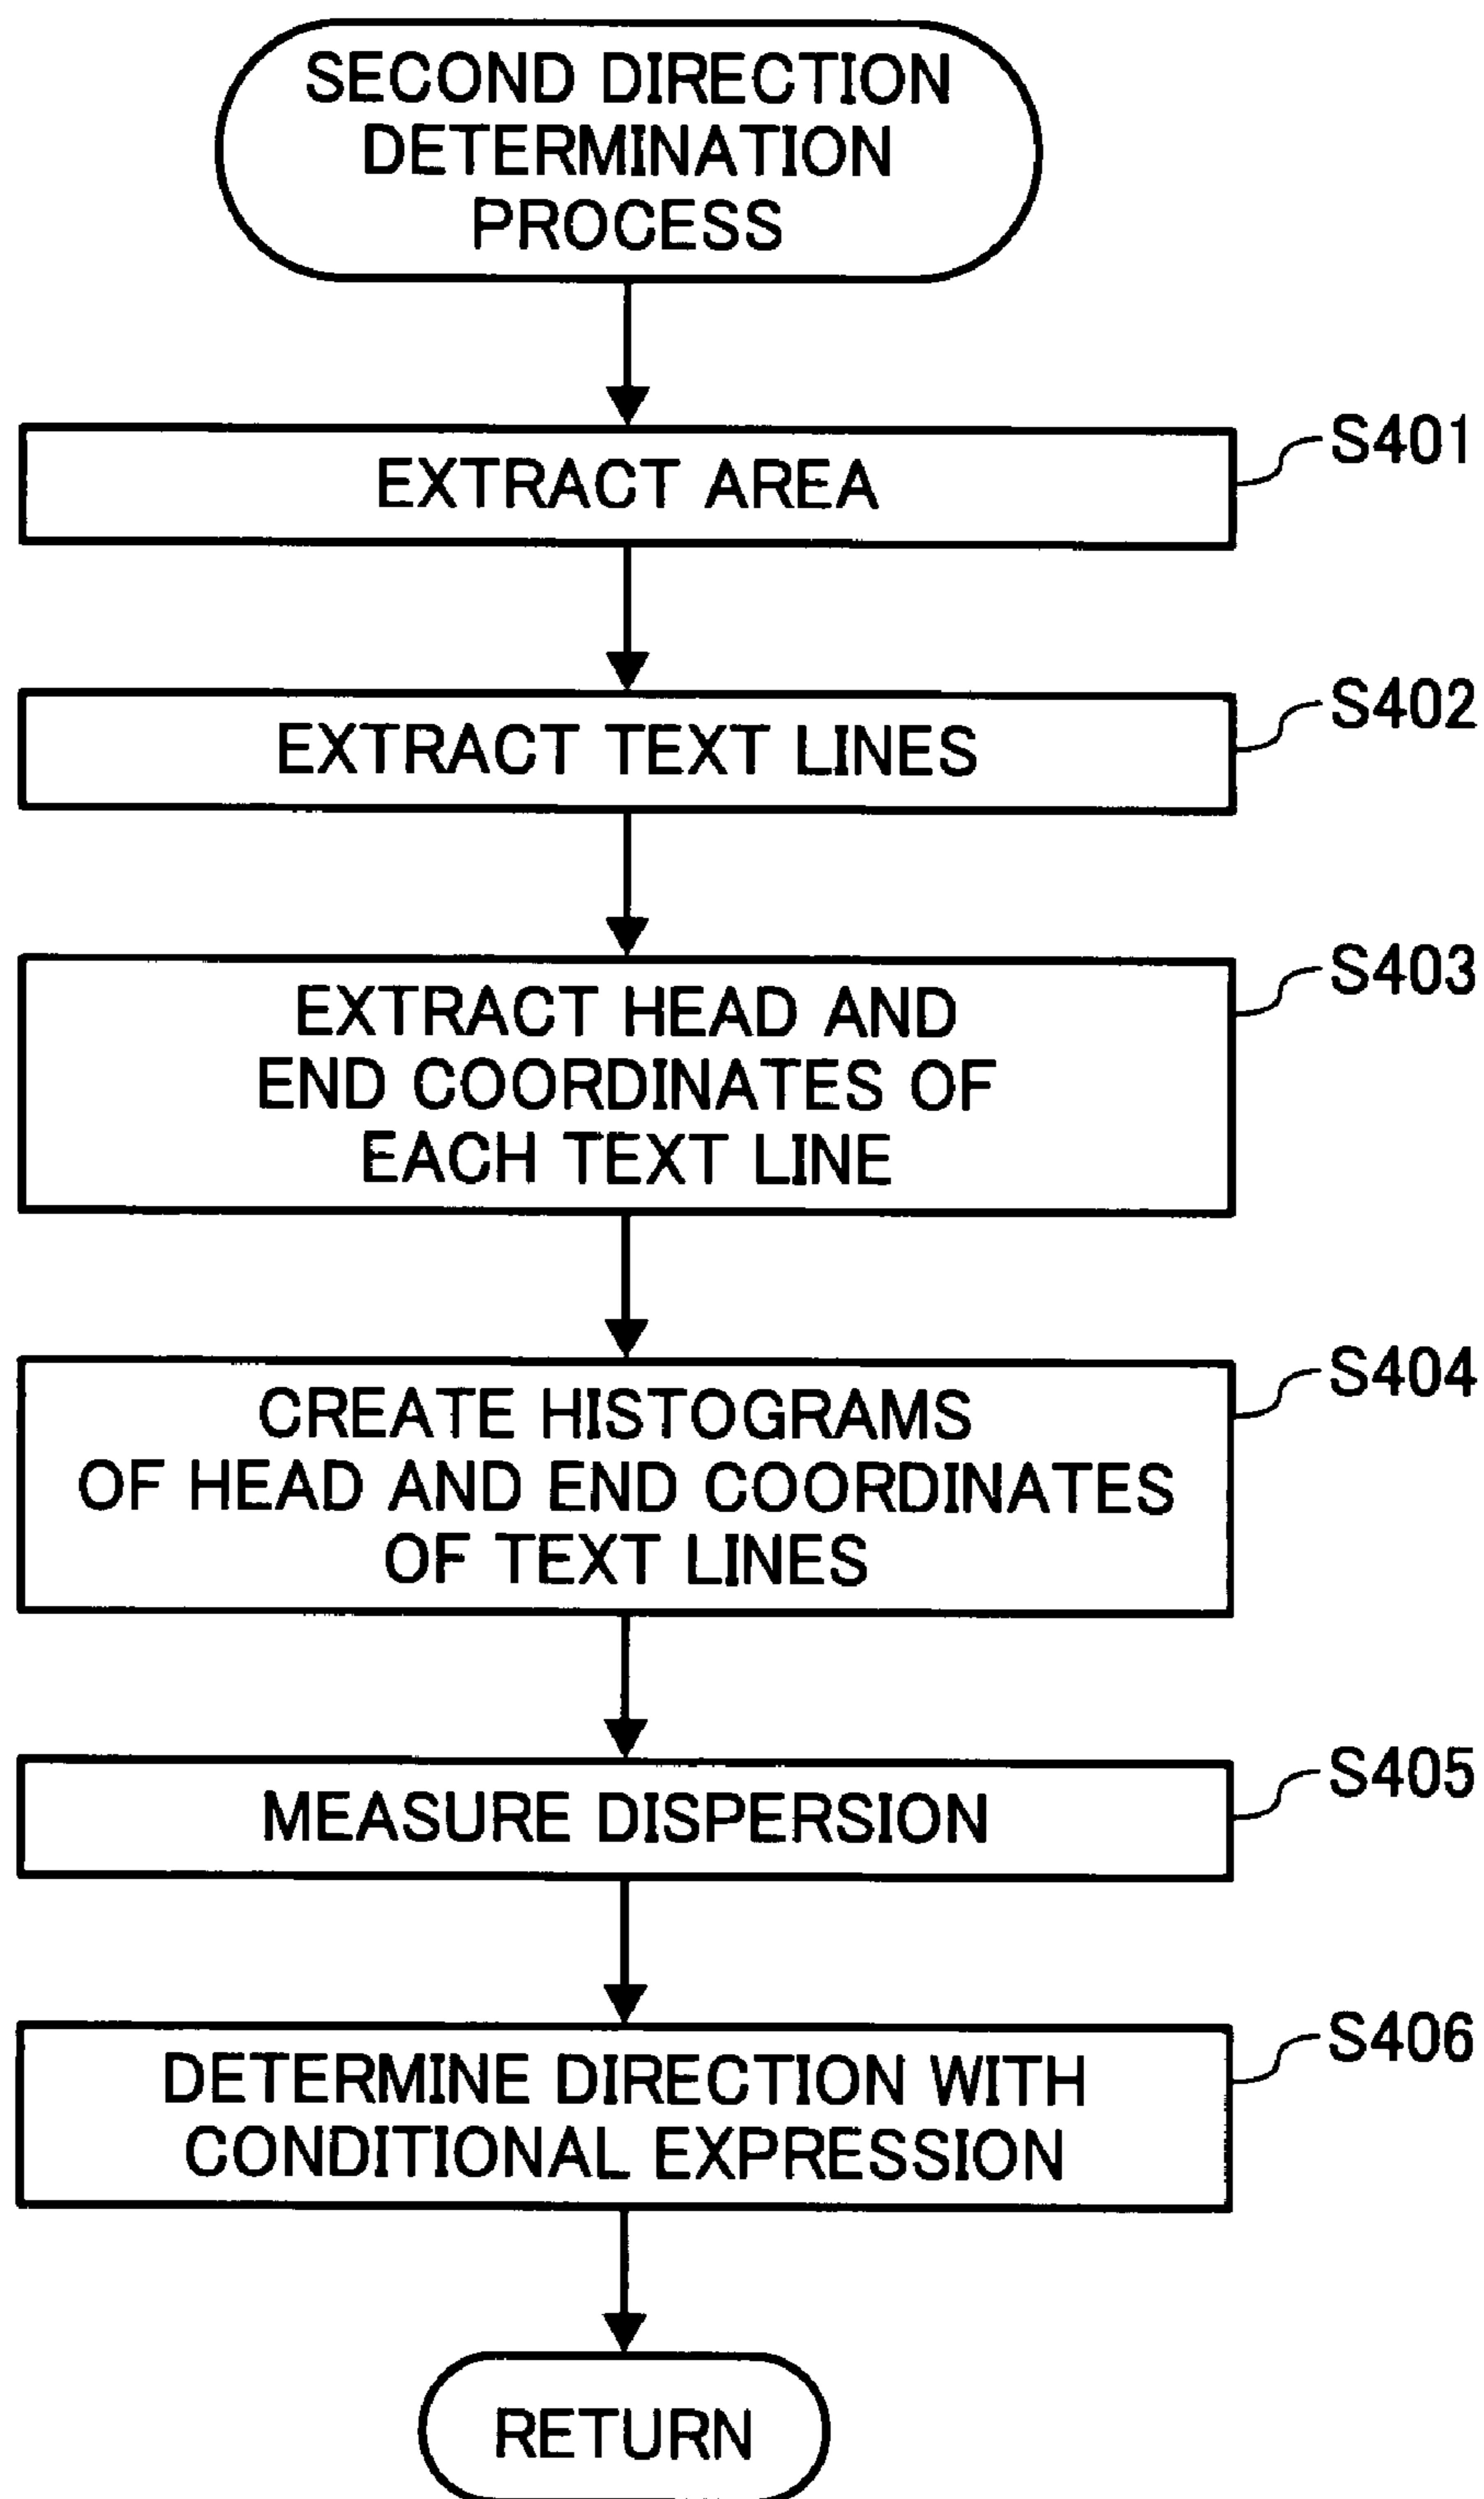 SECOND DIRECTION
DETERMINATION
PROCESS
EXTRACT AREA
S401
EXTRACT TEXT LINES
S402
EXTRACT HEAD AND
END COORDINATES OF
EACH TEXT LINE
S403
CREATE HISTOGRAMS
OF HEAD AND END COORDINATES
OF TEXT LINES
S404
MEASURE DISPERSION
S405
DETERMINE DIRECTION WITH
CONDITIONAL EXPRESSION
S406
RETURN